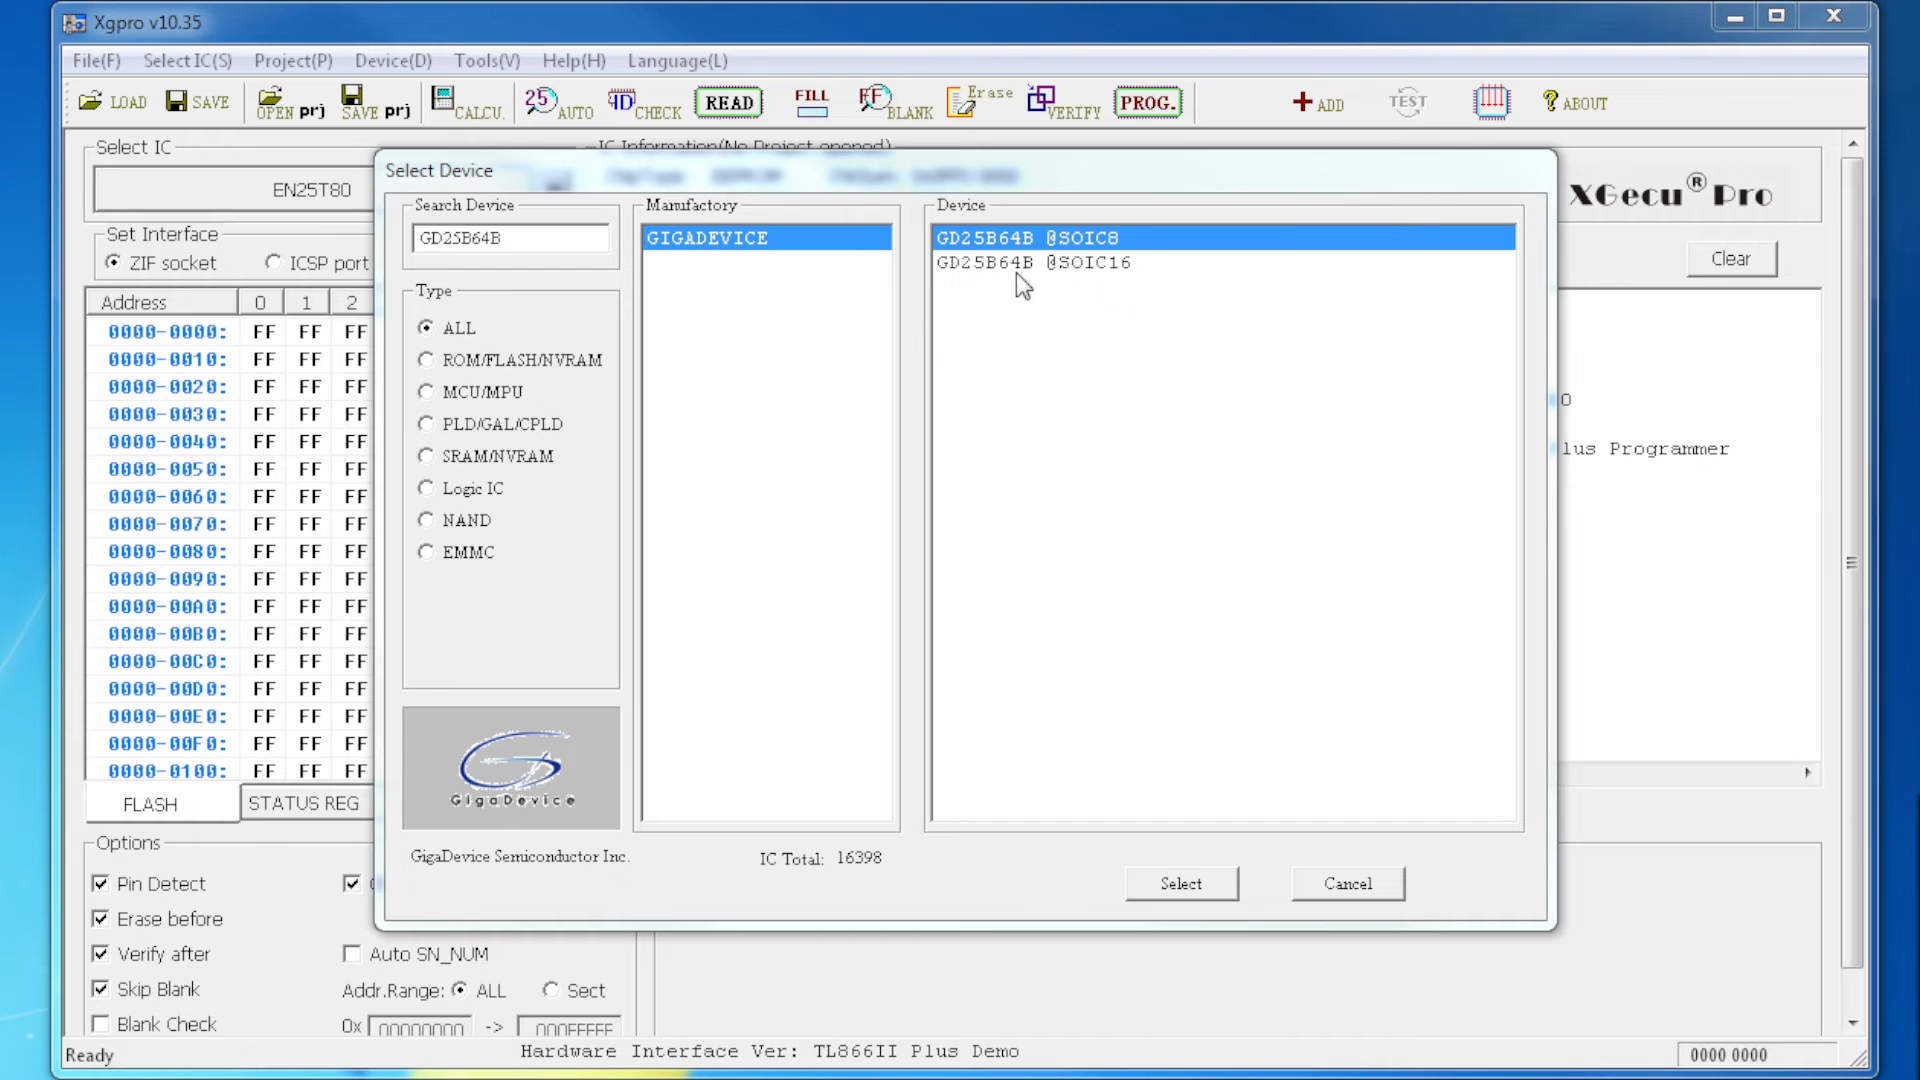 Xgpro v10.35
File(F) Select IC(S) Project(P) Device(D) Tools(V) Help(H) Language(L)
LOAD SAVE OPEN prj SAVE prj CALCU. 25 AUTO ID CHECK READ FILL FF BLANK Erase VERIFY PROG. ADD TEST ? ABOUT
Select IC
IC Information(No Project opened)
EN25T80
XGecu® Pro
Set Interface
ZIF socket ICSP port
Clear
Select Device
Search Device
GD25B64B
Type
ALL
ROM/FLASH/NVRAM
MCU/MPU
PLD/GAL/CPLD
SRAM/NVRAM
Logic IC
NAND
EMMC
Manufactory
GIGADEVICE
Device
GD25B64B @SOIC8
GD25B64B @SOIC16
GigaDevice
GigaDevice Semiconductor Inc.
IC Total: 16398
Select Cancel
Address 0 1 2
0000-0000: FF FF FF
0000-0010: FF FF FF
0000-0020: FF FF FF
0000-0030: FF FF FF
0000-0040: FF FF FF
0000-0050: FF FF FF
0000-0060: FF FF FF
0000-0070: FF FF FF
0000-0080: FF FF FF
0000-0090: FF FF FF
0000-00A0: FF FF FF
0000-00B0: FF FF FF
0000-00C0: FF FF FF
0000-00D0: FF FF FF
0000-00E0: FF FF FF
0000-00F0: FF FF FF
0000-0100: FF FF FF
lus Programmer
FLASH STATUS REG
Options
Pin Detect
Erase before
Verify after Auto SN_NUM
Skip Blank Addr.Range: ALL Sect
Blank Check 0x 00000000 -> 000FFFFF
Ready Hardware Interface Ver: TL866II Plus Demo 0000 0000